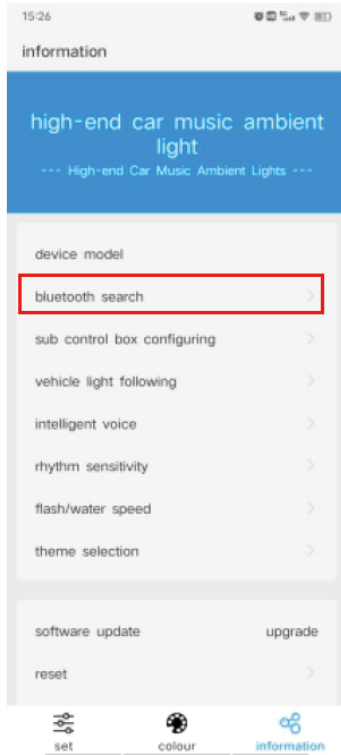 15:26
information
high-end car music ambient
light
--- High-end Car Music Ambient Lights ---
device model
bluetooth search
sub control box configuring
vehicle light following
intelligent voice
rhythm sensitivity
flash/water speed
theme selection
software update upgrade
reset
set colour information